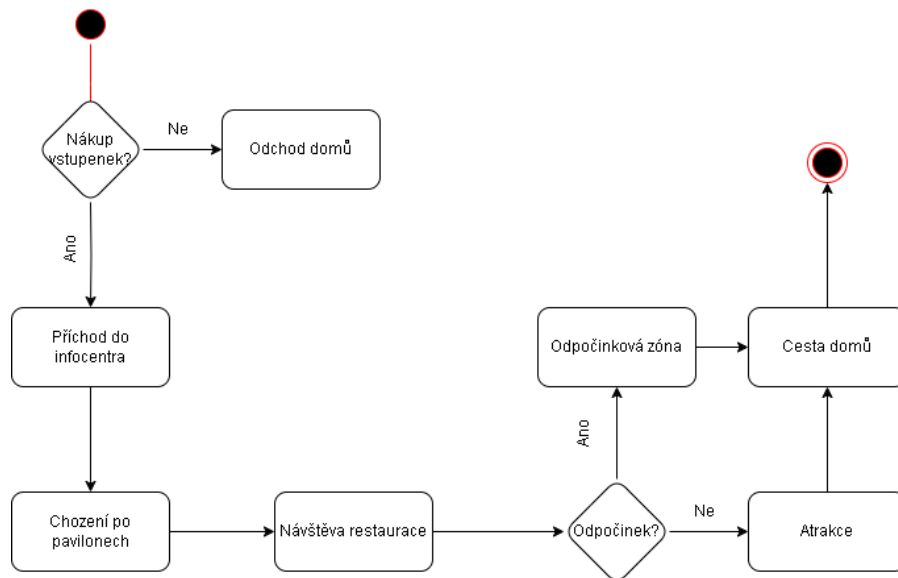 Nákup
vstupenek?
Ne
Odchod domů
Ano
Příchod do
infocentra
Odpočinková zóna
Cesta domů
Ano
Chození po
pavilonech
Návštěva restaurace
Odpočinek?
Ne
Atrakce